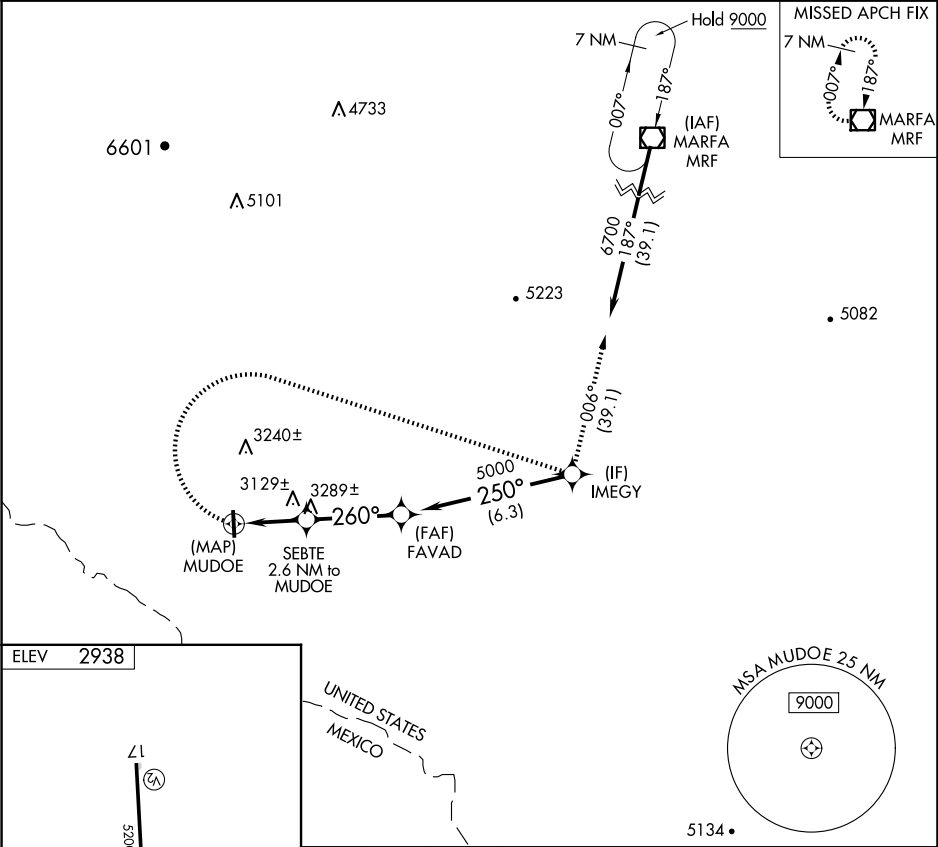 Hold 9000
7 NM
007°
187°
(IAF)
MARFA
MRF
MISSED APCH FIX
7 NM
007°
187°
MARFA
MRF
4733
6601
5101
6700
187°
(39.1)
5223
5082
006°
(39.1)
3240±
3129±
3289±
5000
250°
(6.3)
(IF)
IMEGY
260°
(FAF)
FAVAD
(MAP)
MUDOE
SEBTE
2.6 NM to
MUDOE
ELEV 2938
17
V2
UNITED STATES
MEXICO
MSA MUDOE 25 NM
9000
5134